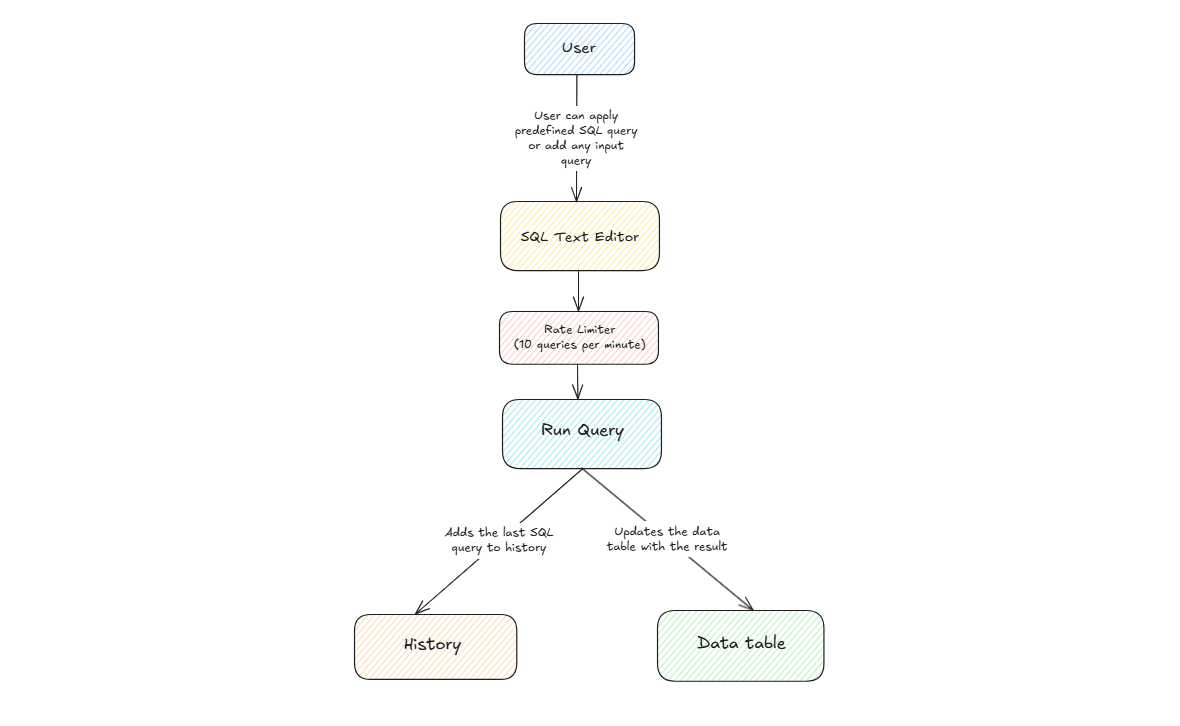 User
User can apply
predefined SQL query
or add any input
query
SQL Text Editor
Rate Limiter
(10 queries per minute)
Run Query
Adds the last SQL
query to history
Updates the data
table with the result
History
Data table